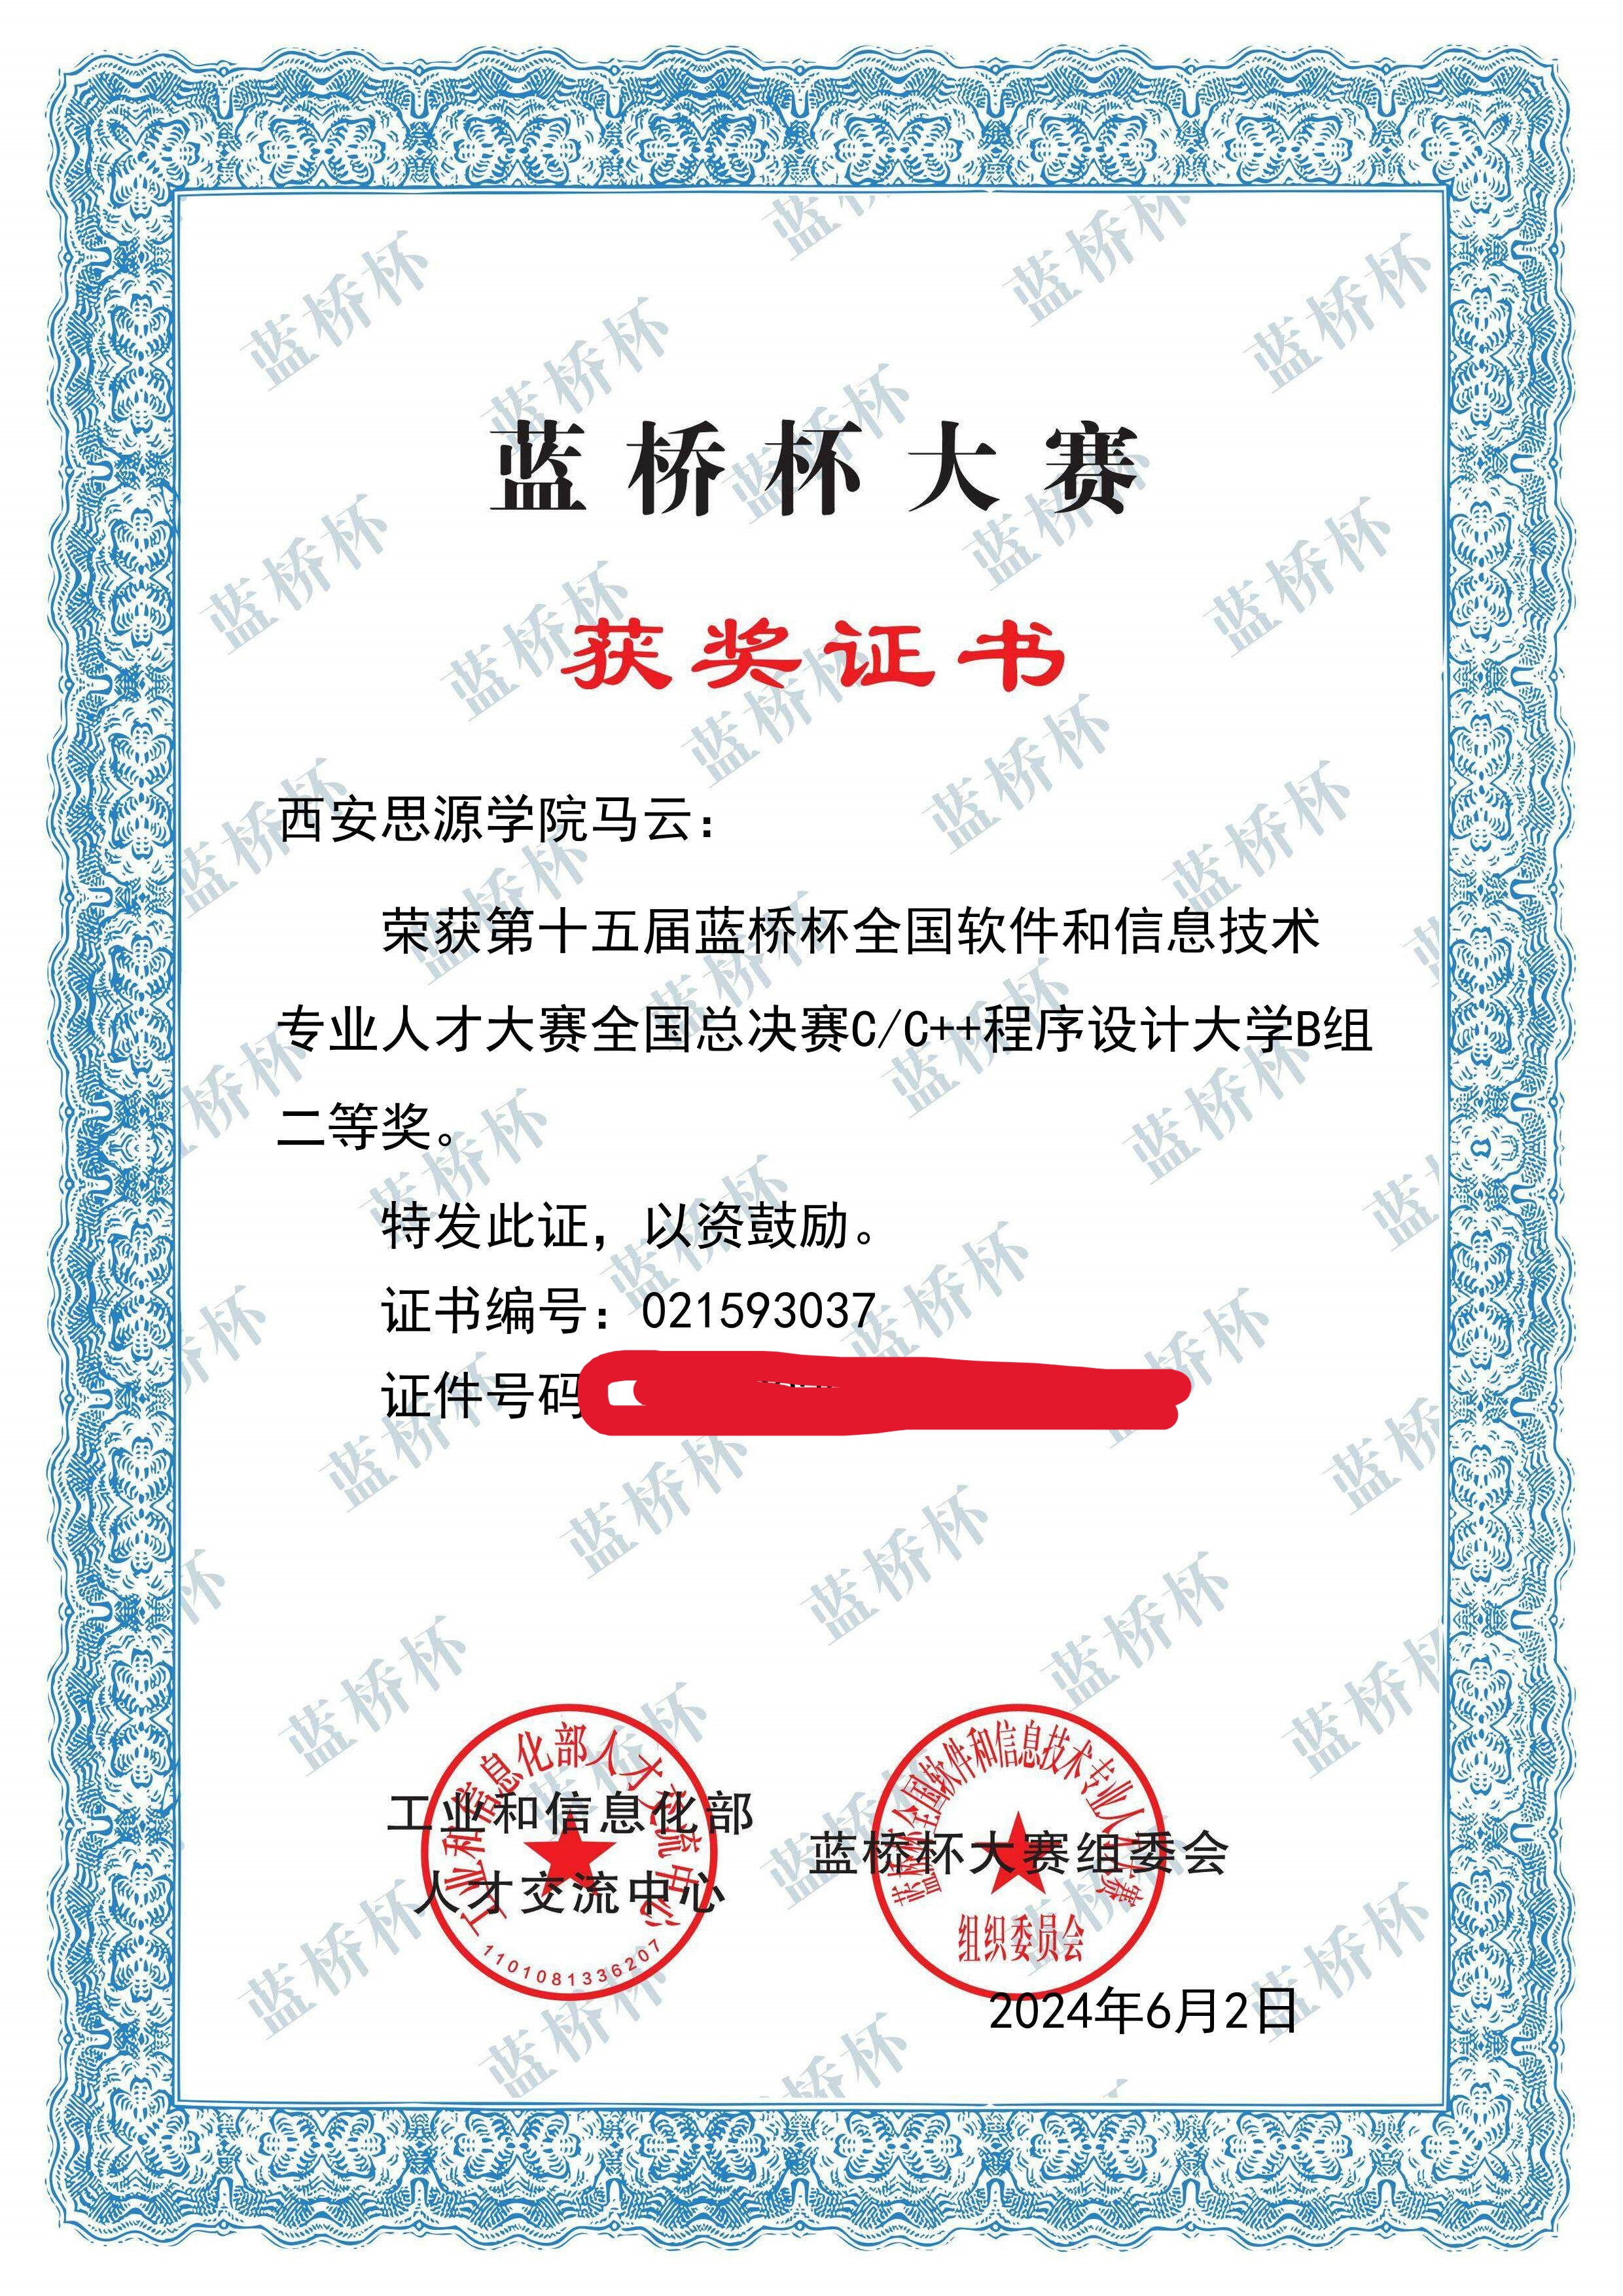 蓝桥杯大赛
获奖证书
西安思源学院马云：
荣获第十五届蓝桥杯全国软件和信息技术
专业人才大赛全国总决赛C/C++程序设计大学B组
二等奖。
特发此证，以资鼓励。
证书编号：021593037
证件号码
工业和信息化部人才交流中心
工业和信息化部
人才交流中心
1101081336207
蓝桥杯全国软件和信息技术专业人才大赛
蓝桥杯大赛组委会
组织委员会
2024年6月2日
蓝桥杯